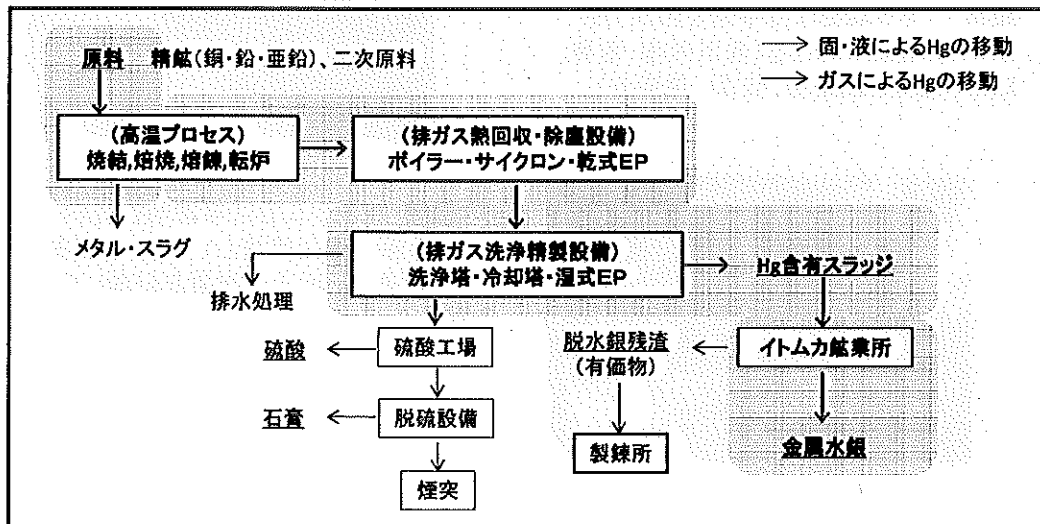 原料 精鉱(銅・鉛・亜鉛)、二次原料
固・液によるHgの移動
ガスによるHgの移動
(高温プロセス)
焼結,焙焼,熔錬,転炉
(排ガス熱回収・除塵設備)
ボイラー・サイクロン・乾式EP
メタル・スラグ
(排ガス洗浄精製設備)
洗浄塔・冷却塔・湿式EP
Hg含有スラッジ
排水処理
硫酸
硫酸工場
脱水銀残渣
(有価物)
イトムカ鉱業所
石膏
脱硫設備
製錬所
金属水銀
煙突